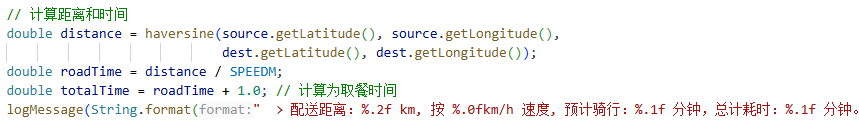 // 计算距离和时间
double distance = haversine(source.getLatitude(), source.getLongitude(),
dest.getLatitude(), dest.getLongitude());
double roadTime = distance / SPEEDM;
double totalTime = roadTime + 1.0; // 计算为取餐时间
logMessage(String.format(format:"  > 配送距离：%.2f km, 按 %.0fkm/h 速度, 预计骑行：%.1f 分钟，总计耗时：%.1f 分钟。